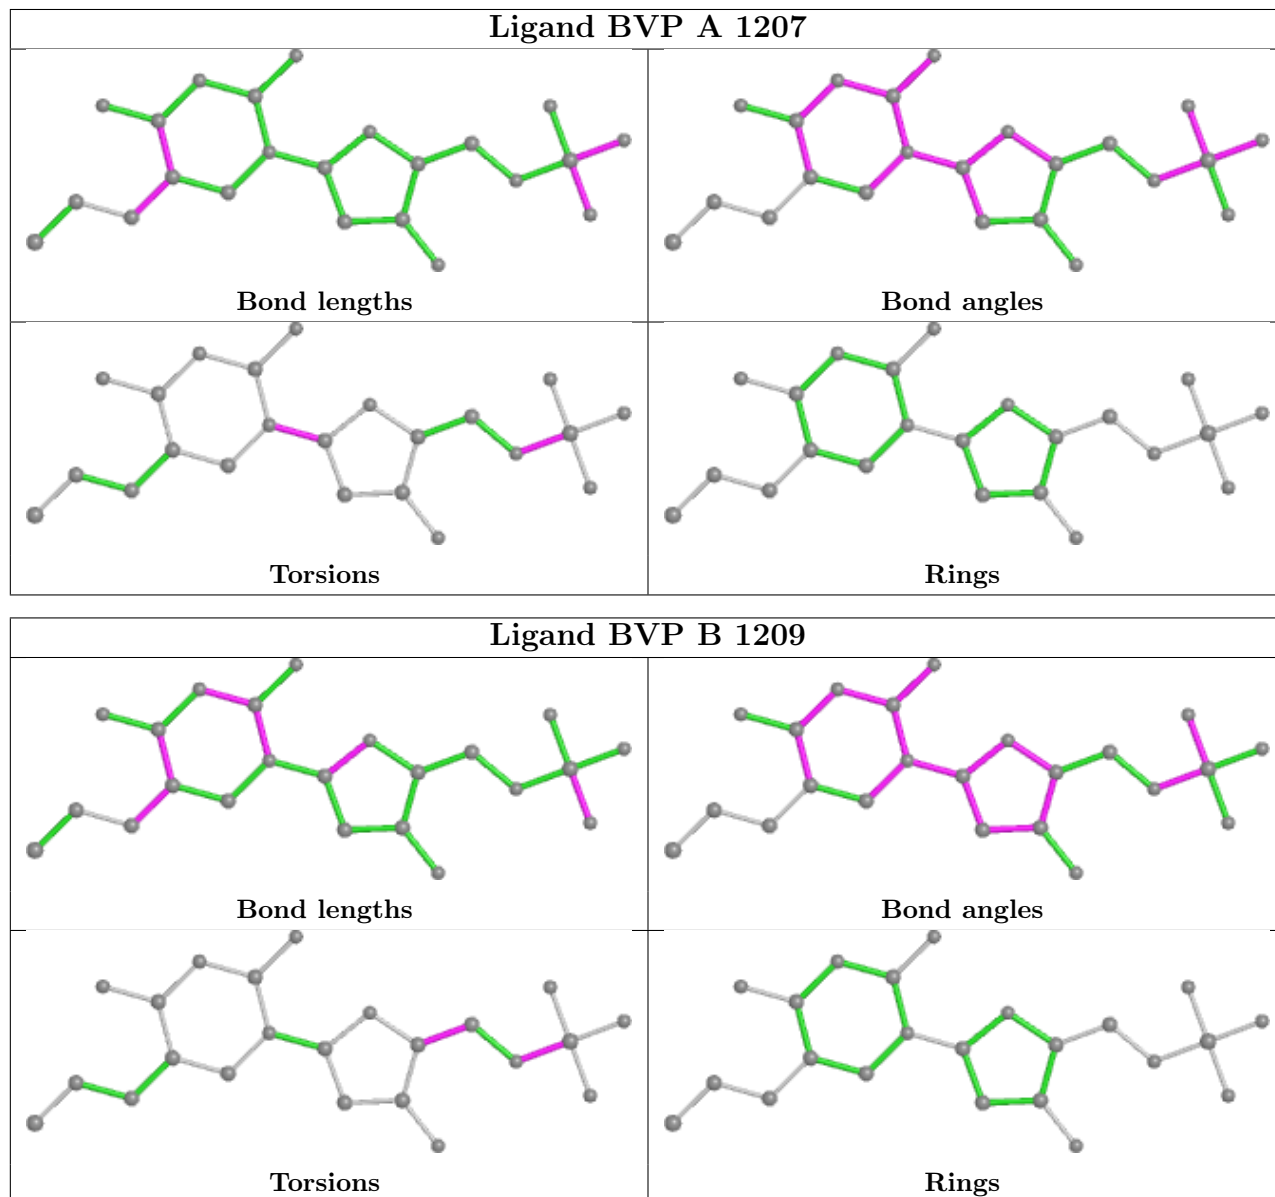 Ligand BVP A 1207
Bond lengths
Bond angles
Torsions
Rings
Ligand BVP B 1209
Bond lengths
Bond angles
Torsions
Rings